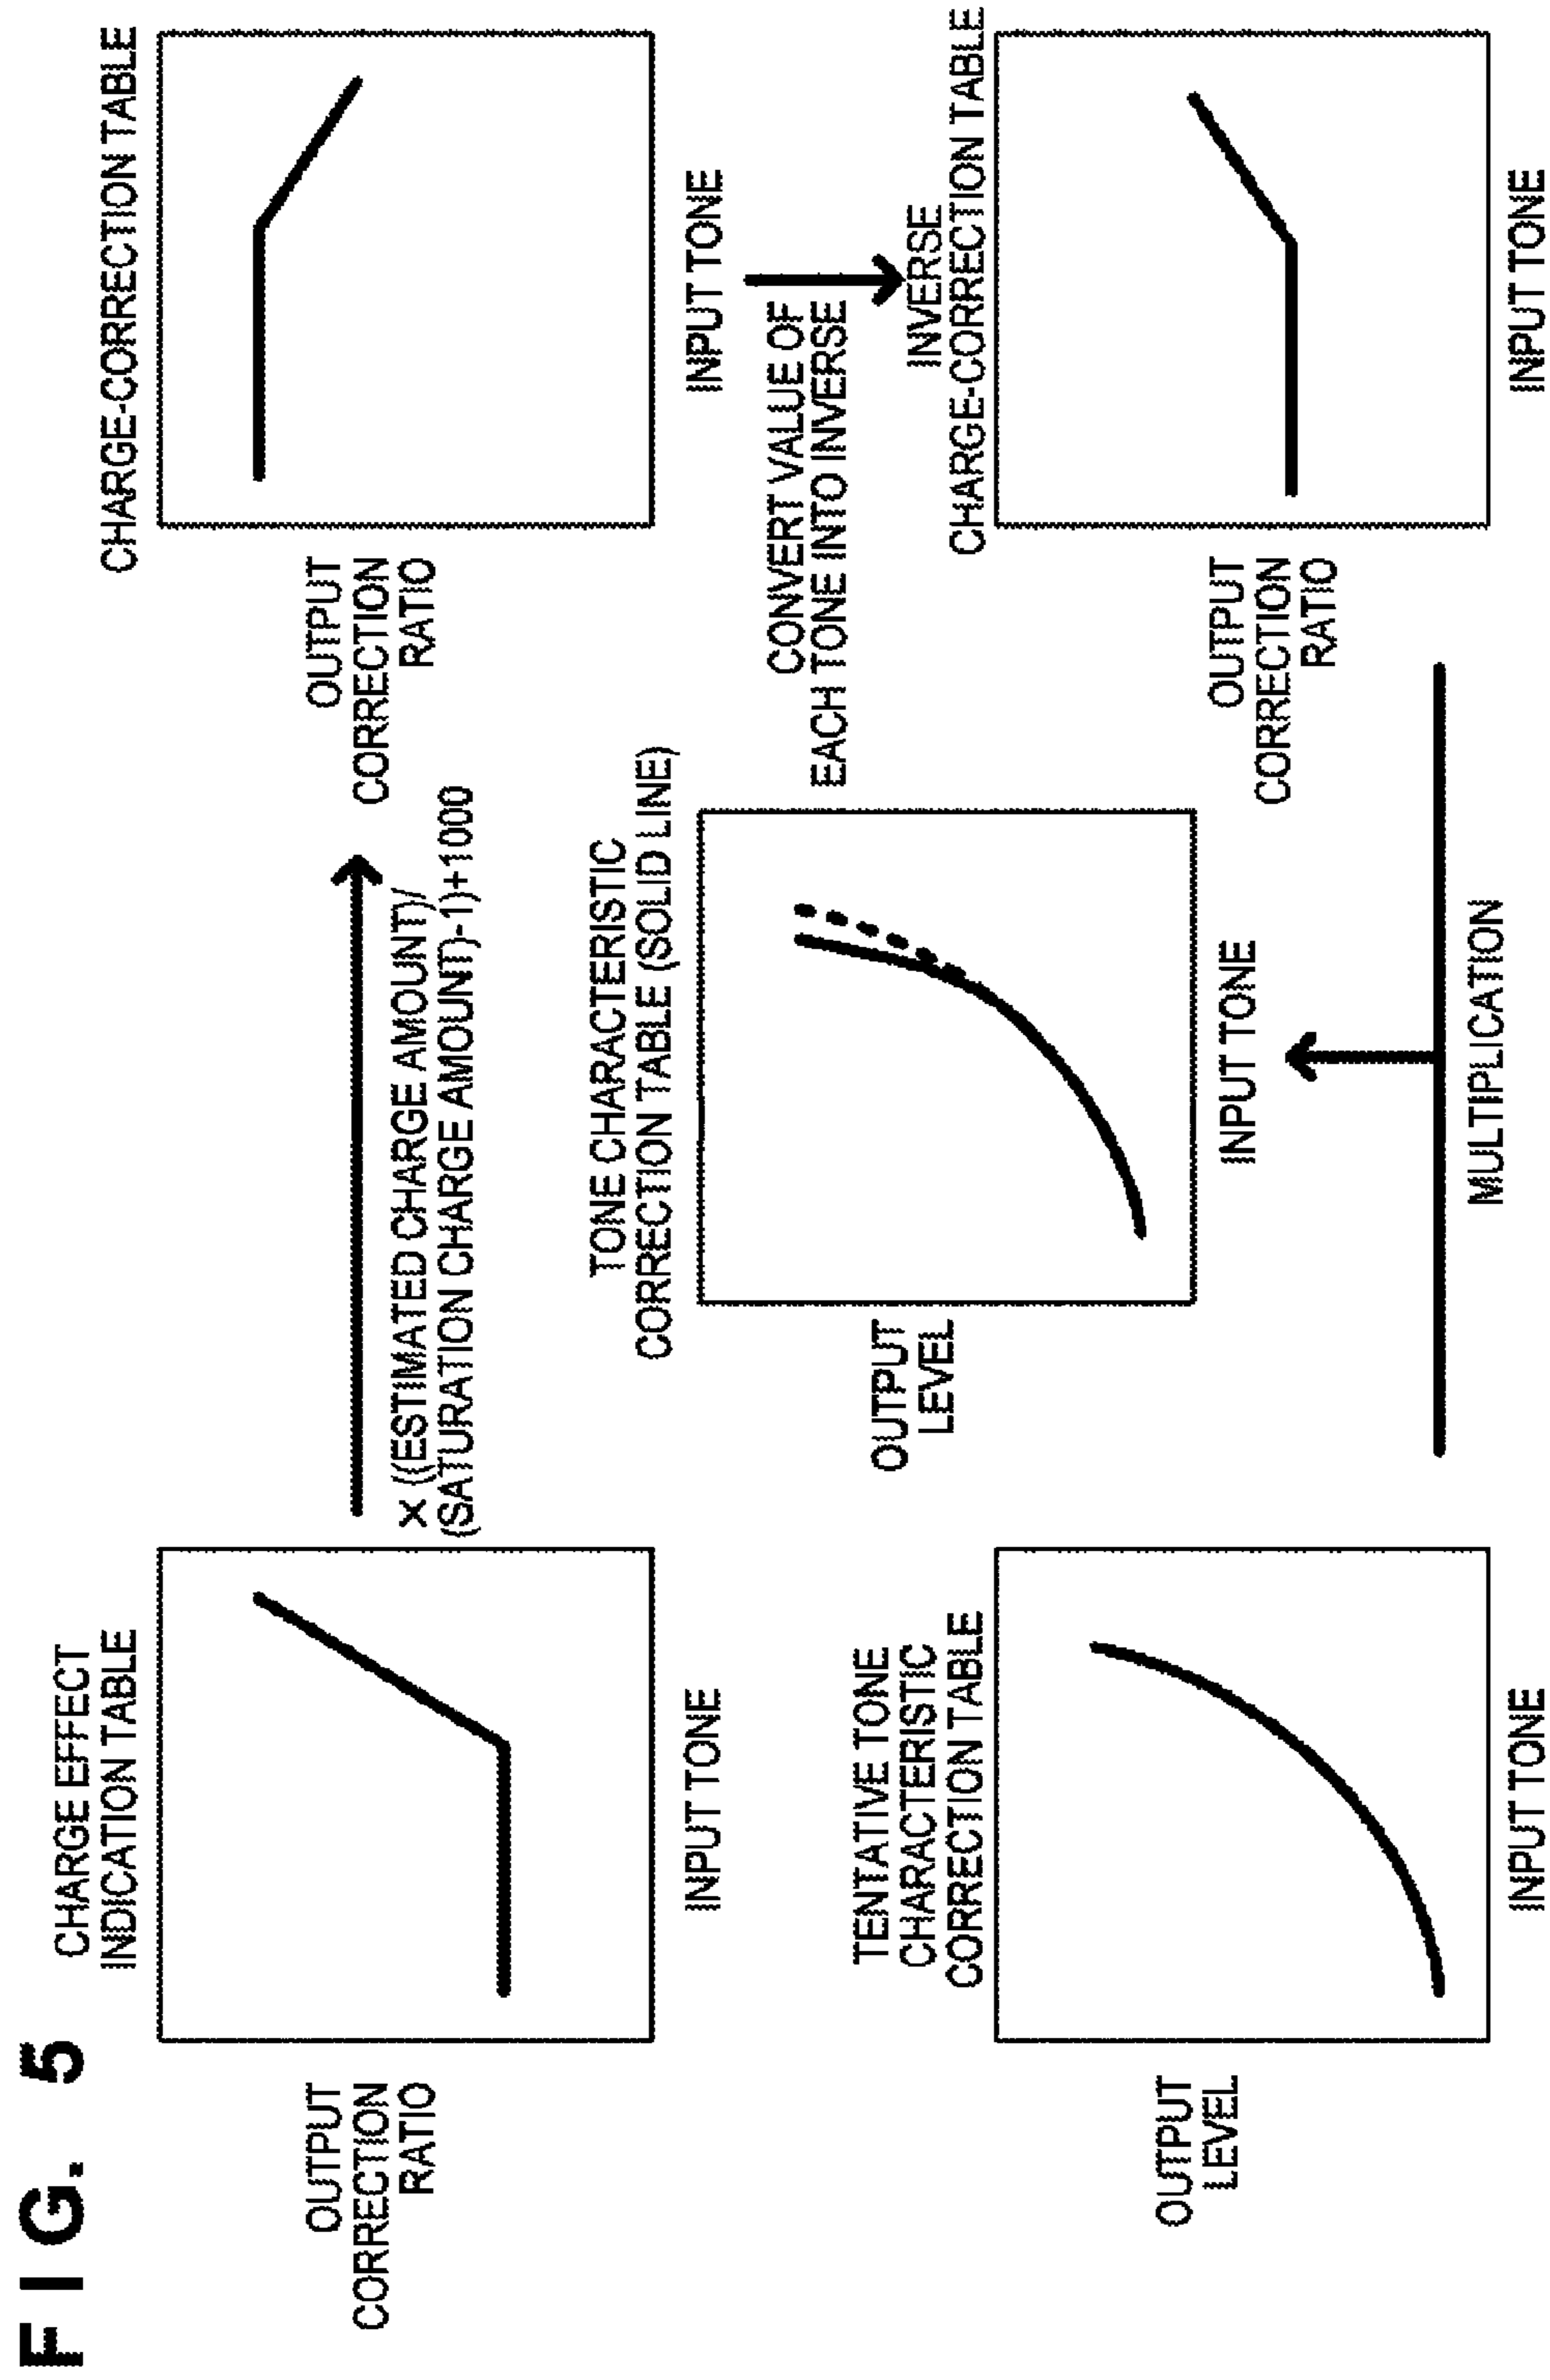 FIG. 5
CHARGE EFFECT
INDICATION TABLE
OUTPUT
CORRECTION
RATIO
INPUT TONE
× ((ESTIMATED CHARGE AMOUNT)/
(SATURATION CHARGE AMOUNT)-1)+1000
CHARGE-CORRECTION TABLE
OUTPUT
CORRECTION
RATIO
INPUT TONE
CONVERT VALUE OF
EACH TONE INTO INVERSE
INVERSE
CHARGE-CORRECTION TABLE
OUTPUT
CORRECTION
RATIO
INPUT TONE
TONE CHARACTERISTIC
CORRECTION TABLE (SOLID LINE)
OUTPUT
LEVEL
INPUT TONE
TENTATIVE TONE
CHARACTERISTIC
CORRECTION TABLE
OUTPUT
LEVEL
INPUT TONE
MULTIPLICATION